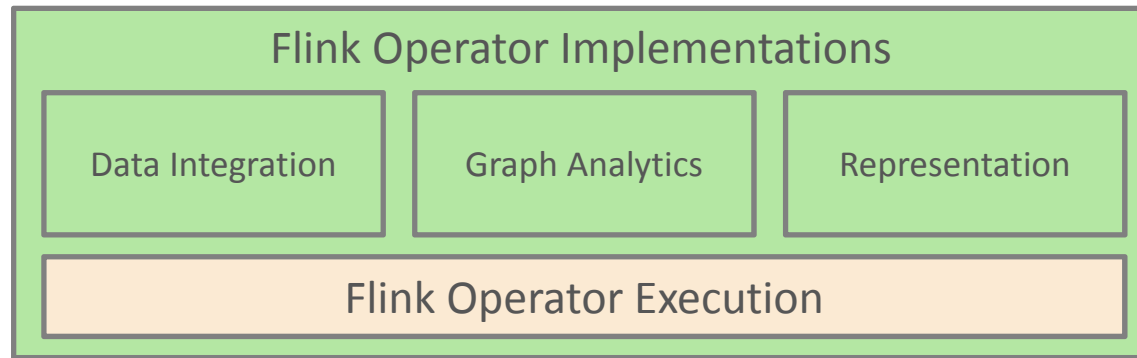 Flink Operator Implementations
Data Integration
Graph Analytics
Representation
Flink Operator Execution